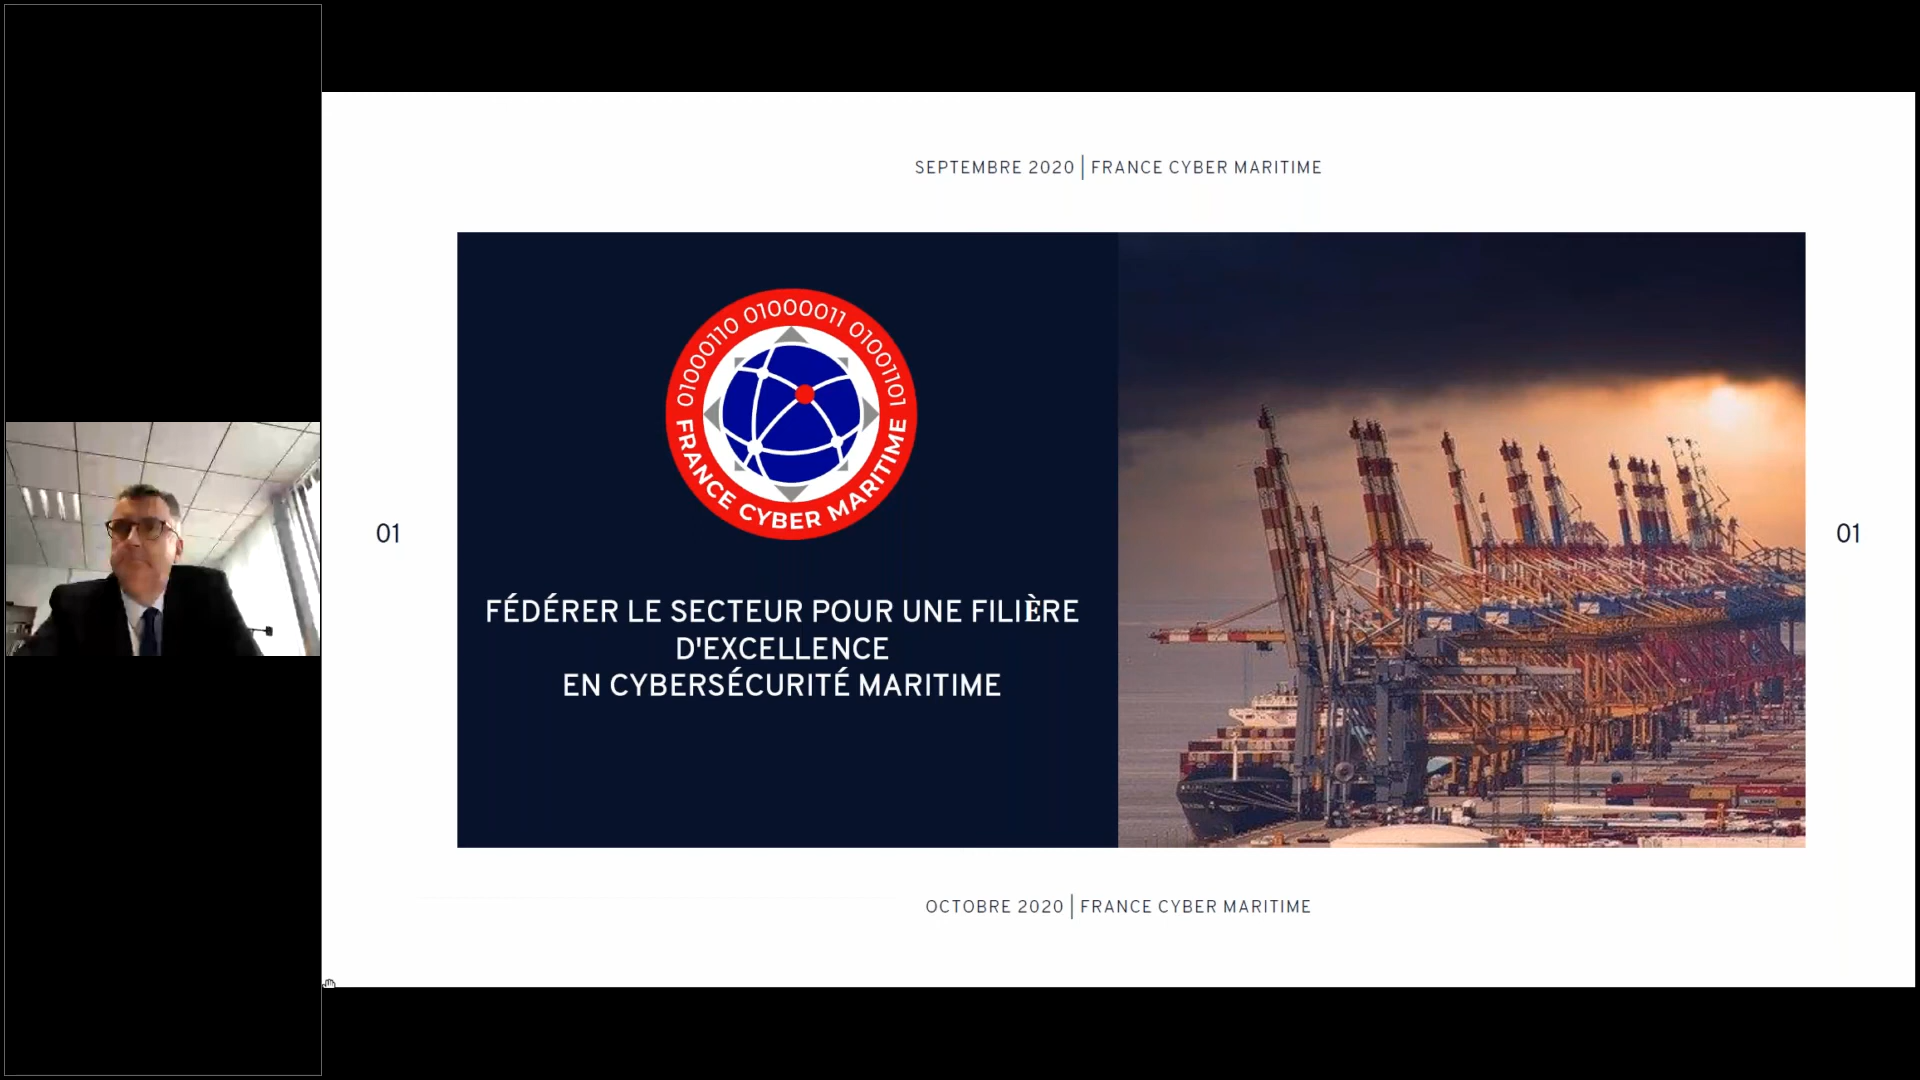 SEPTEMBRE 2020 | FRANCE CYBER MARITIME
01000110 01000011 01001101
FRANCE CYBER MARITIME
01
01
FÉDÉRER LE SECTEUR POUR UNE FILIÈRE
D'EXCELLENCE
EN CYBERSÉCURITÉ MARITIME
OCTOBRE 2020 | FRANCE CYBER MARITIME